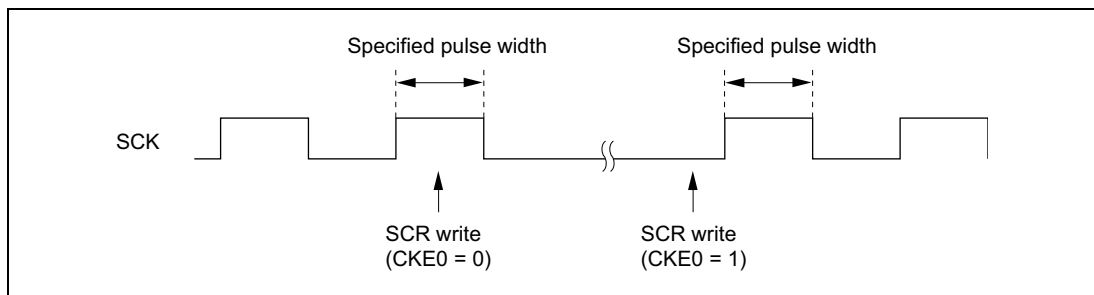 Specified pulse width
Specified pulse width
SCK
SCR write
(CKE0 = 0)
SCR write
(CKE0 = 1)